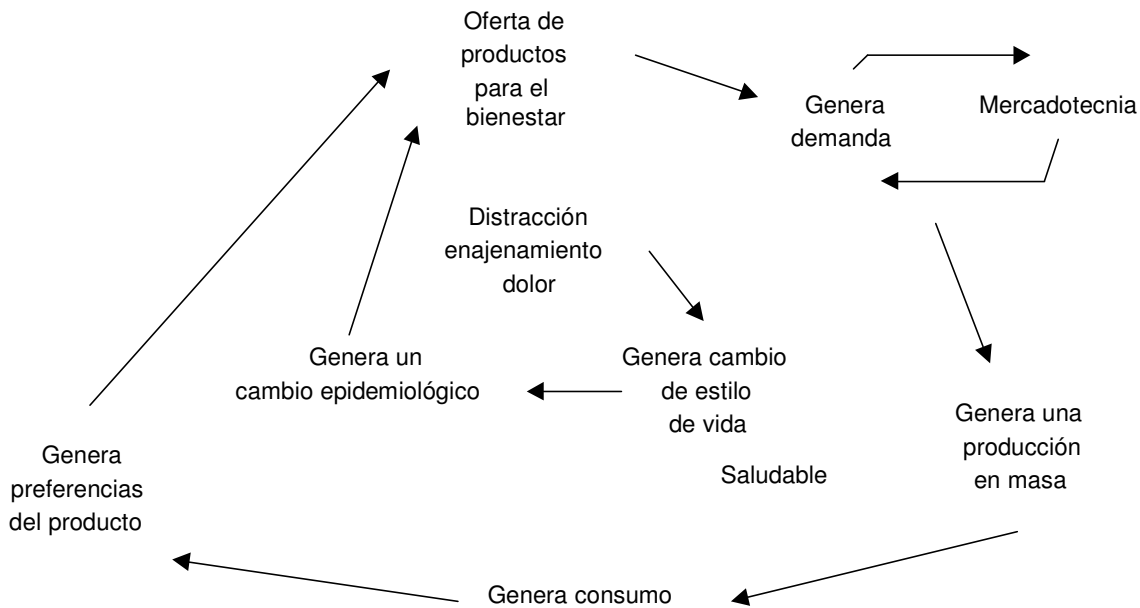 Oferta de
productos
para el
bienestar
Genera
demanda
Mercadotecnia
Distracción
enajenamiento
dolor
Genera un
cambio epidemiológico
Genera cambio
de estilo
de vida
Saludable
Genera una
producción
en masa
Genera
preferencias
del producto
Genera consumo